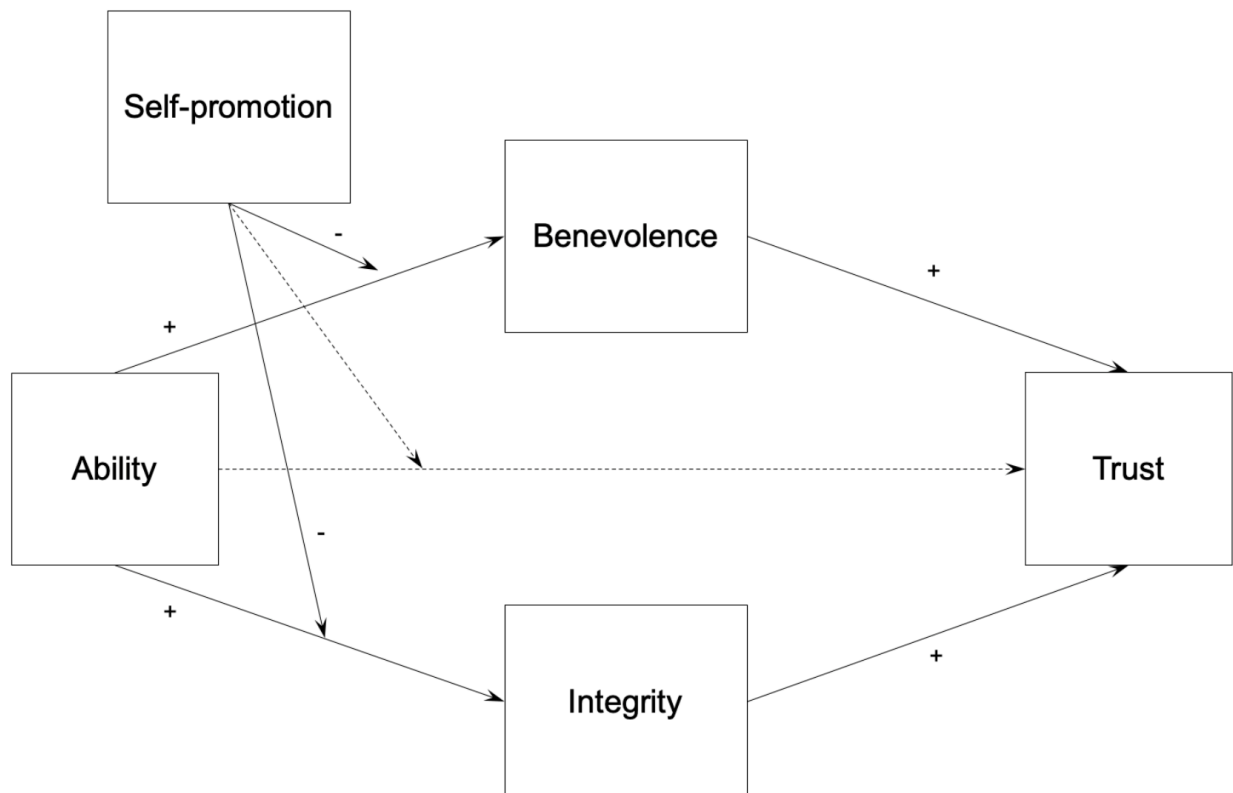 Self-promotion
-
Benevolence
+
+
Ability
Trust
-
+
+
Integrity